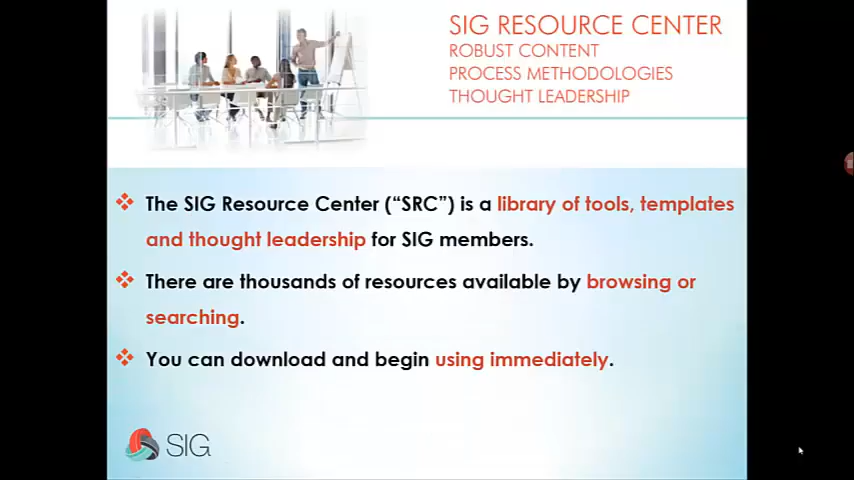 SIG RESOURCE CENTER
ROBUST CONTENT
PROCESS METHODOLOGIES
THOUGHT LEADERSHIP
The SIG Resource Center (“SRC”) is a library of tools, templates
and thought leadership for SIG members.
There are thousands of resources available by browsing or
searching.
You can download and begin using immediately.
SIG